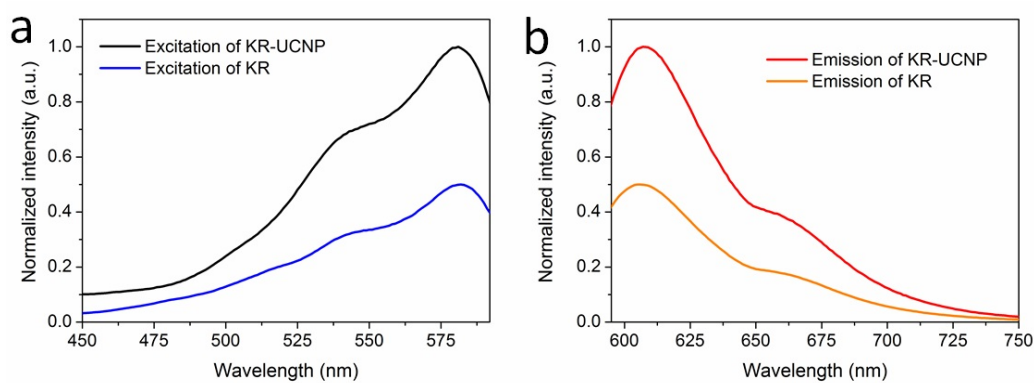 a
Normalized intensity (a.u.)
1.0
0.8
0.6
0.4
0.2
0.0
Excitation of KR-UCNP
Excitation of KR
450 475 500 525 550 575
Wavelength (nm)
b
Normalized intensity (a.u.)
1.0
0.8
0.6
0.4
0.2
0.0
Emission of KR-UCNP
Emission of KR
600 625 650 675 700 725 750
Wavelength (nm)